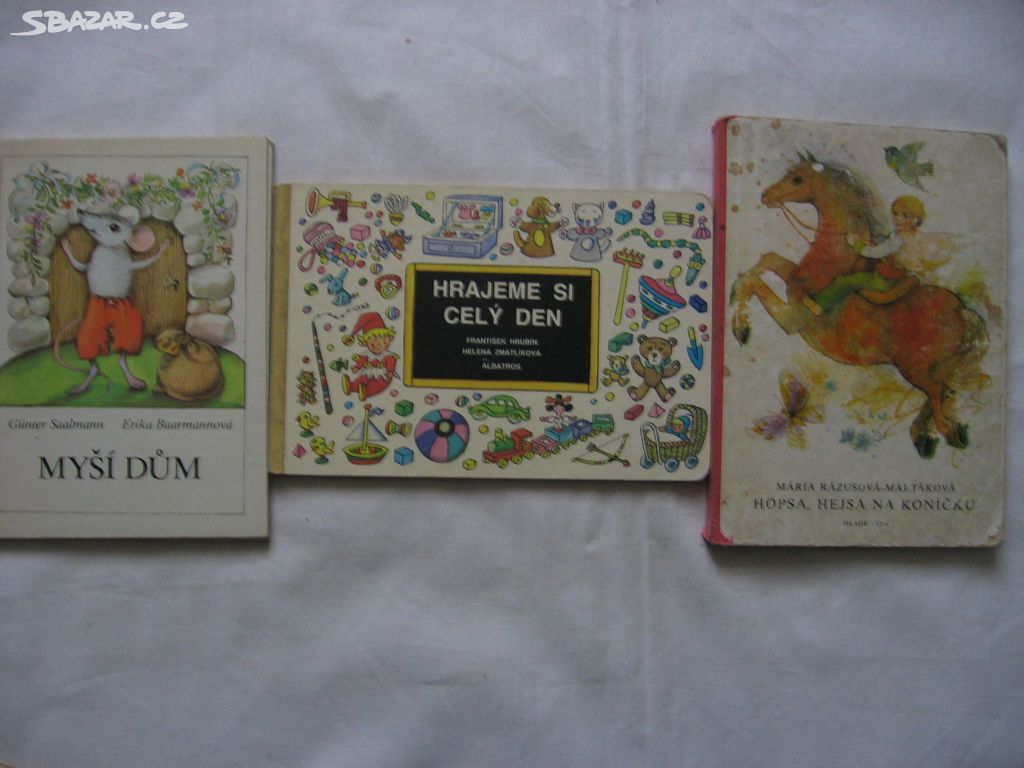 SBAZAR.CZ
Günter Saalmann Erika Baarmannová
MYŠÍ DŮM
HRAJEME SI
CELÝ DEN
FRANTIŠEK HRUBÍN
HELENA ZMATLÍKOVÁ
ALBATROS
MÁRIA RÁZUSOVÁ-MARTÁKOVÁ
HOPSA, HEJSA NA KONÍČKU
MLADÉ